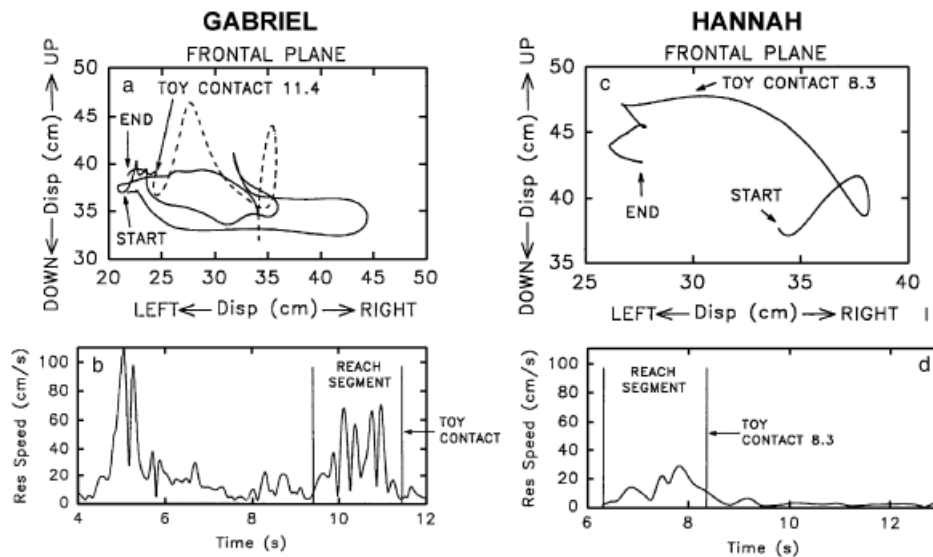 GABRIEL
FRONTAL PLANE
a
TOY CONTACT 11.4
END
START
DOWN ← Disp (cm) → UP
50
45
40
35
30
20 25 30 35 40 45 50
LEFT ← Disp (cm) → RIGHT
b
REACH
SEGMENT
TOY
CONTACT
Res Speed (cm/s)
100
80
60
40
20
0
4 6 8 10 12
Time (s)
HANNAH
FRONTAL PLANE
c
TOY CONTACT 8.3
START
END
DOWN ← Disp (cm) → UP
50
45
40
35
25 30 35 40
LEFT ← Disp (cm) → RIGHT
d
REACH
SEGMENT
TOY
CONTACT 8.3
Res Speed (cm/s)
100
80
60
40
20
0
6 8 10 12
Time (s)